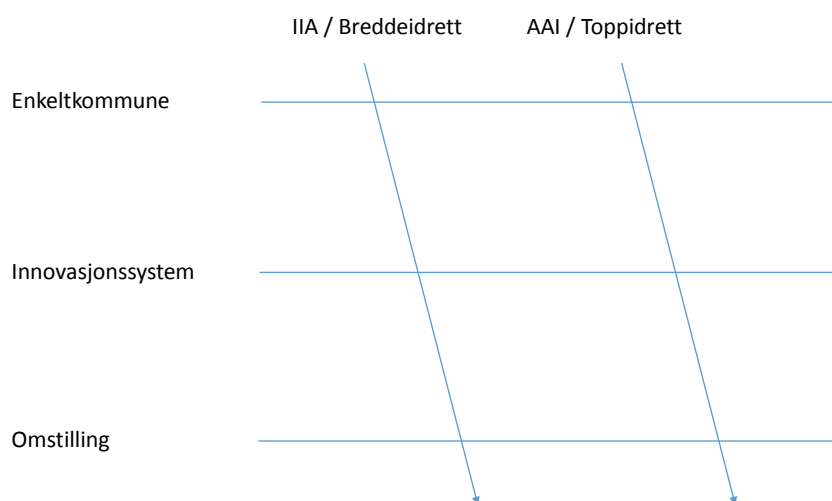 IIA / Breddeidrett AAI / Toppidrett
Enkeltkommune
Innovasjonssystem
Omstilling